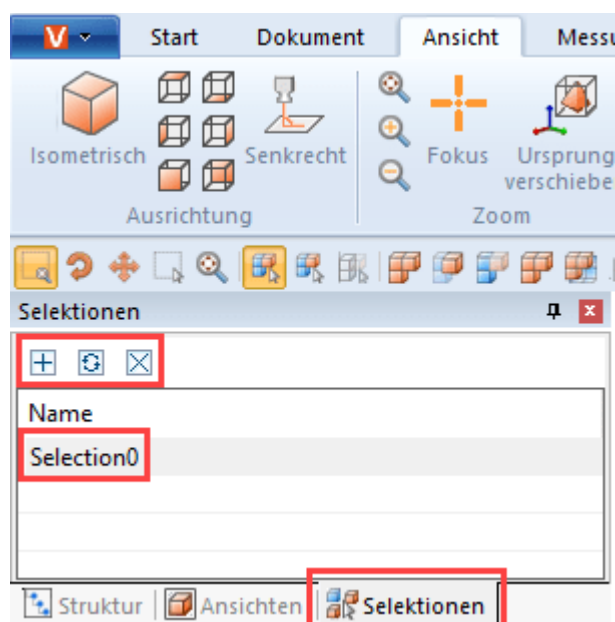 V
Start Dokument Ansicht Messu
Isometrisch Senkrecht Fokus Ursprung
verschiebe
Ausrichtung Zoom
Selektionen
Name
Selection0
Struktur Ansichten Selektionen